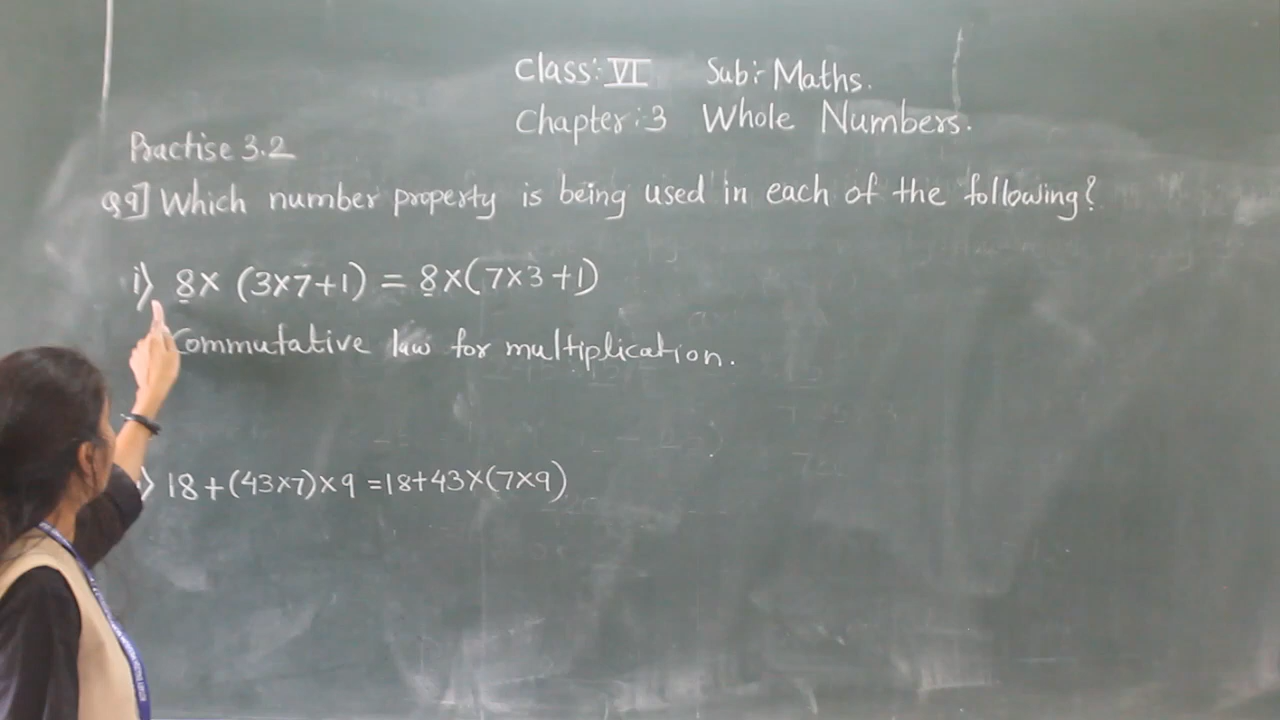 Class: VI Sub:- Maths.
Chapter:3 Whole Numbers.
Practise 3.2
Q9] Which number property is being used in each of the following?
i) 8× (3×7+1) = 8×(7×3+1)
Commutative law for multiplication.
) 18+(43×7)×9 =18+43×(7×9)